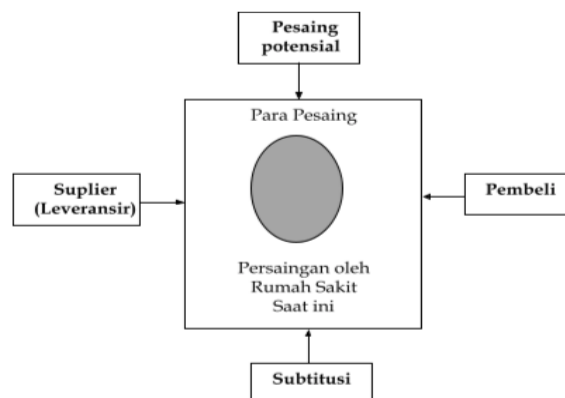 Pesaing
potensial
Para Pesaing
Suplier
(Leveransir)
Pembeli
Persaingan oleh
Rumah Sakit
Saat ini
Subtitusi